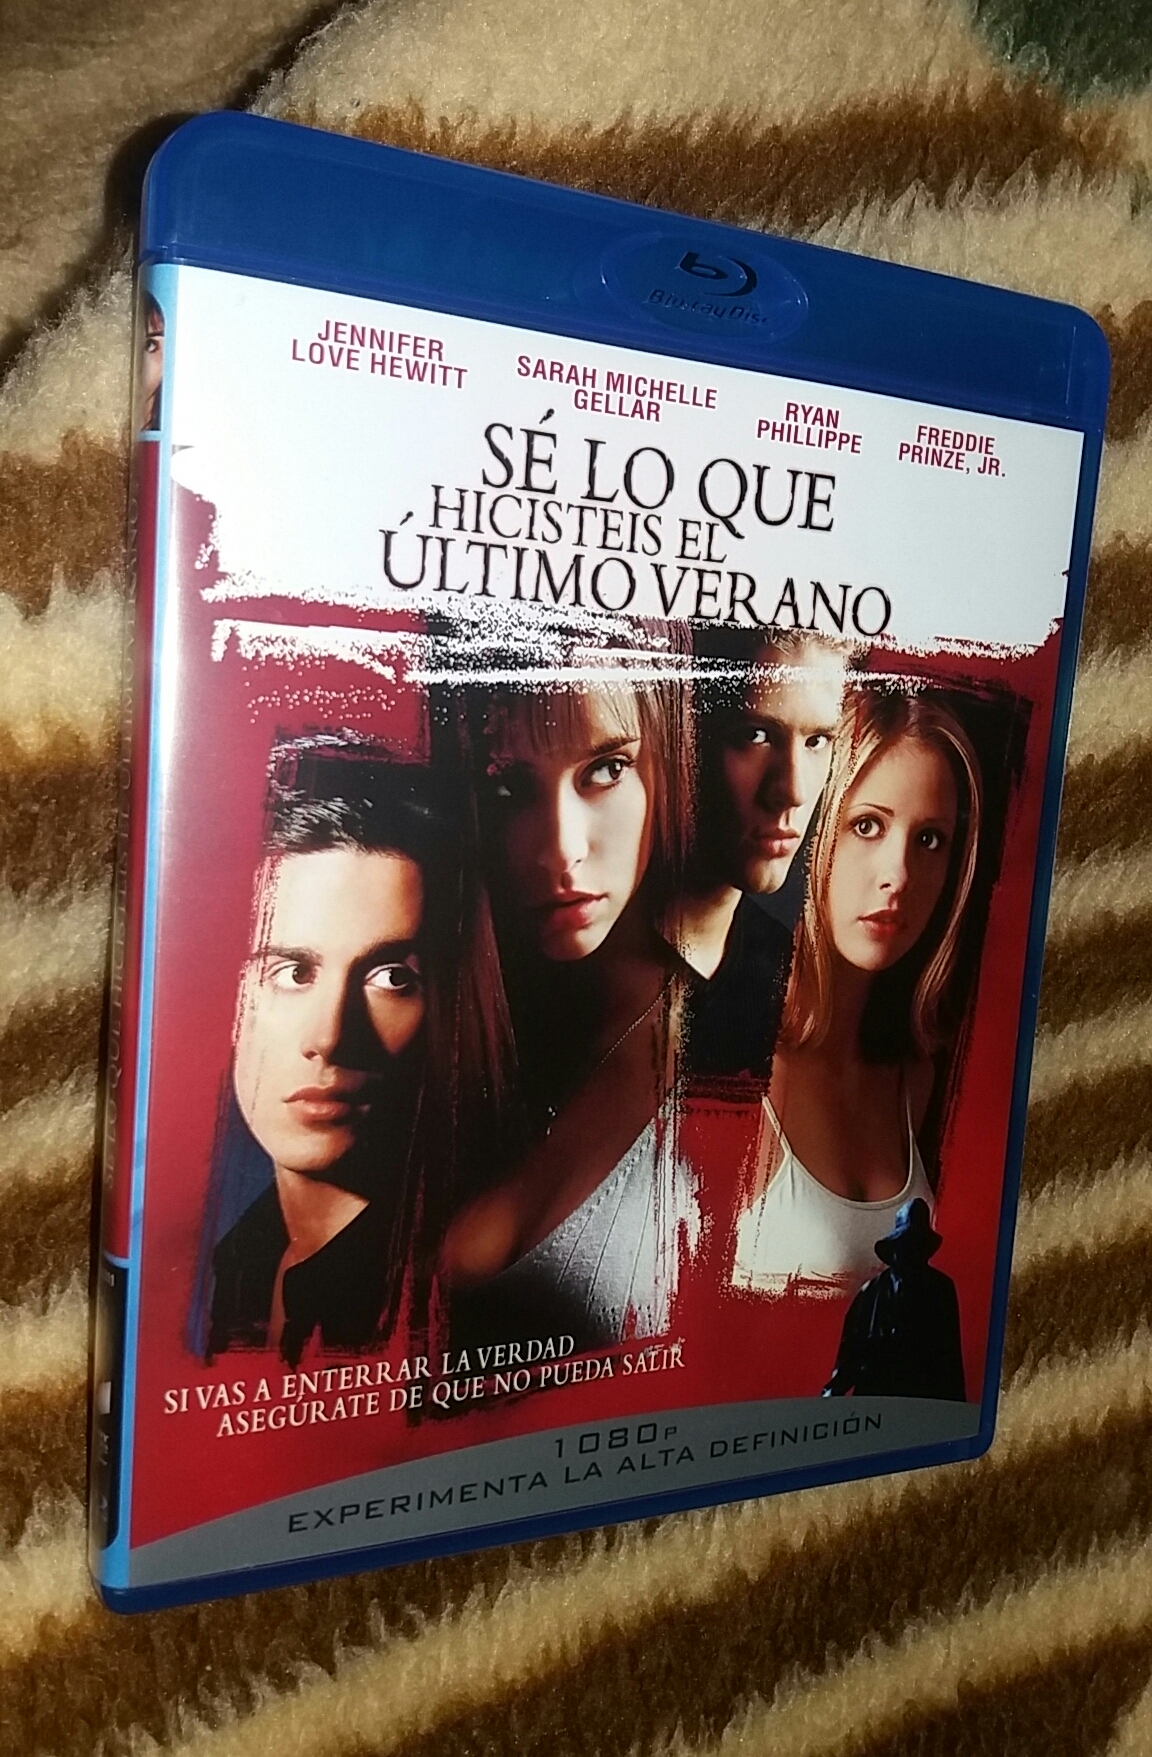 Blu-ray Disc
JENNIFER
LOVE HEWITT
SARAH MICHELLE
GELLAR
RYAN
PHILLIPPE
FREDDIE
PRINZE, JR.
SÉ LO QUE
HICISTEIS EL
ÚLTIMO VERANO
SI VAS A ENTERRAR LA VERDAD
ASEGÚRATE DE QUE NO PUEDA SALIR
1080P
EXPERIMENTA LA ALTA DEFINICIÓN